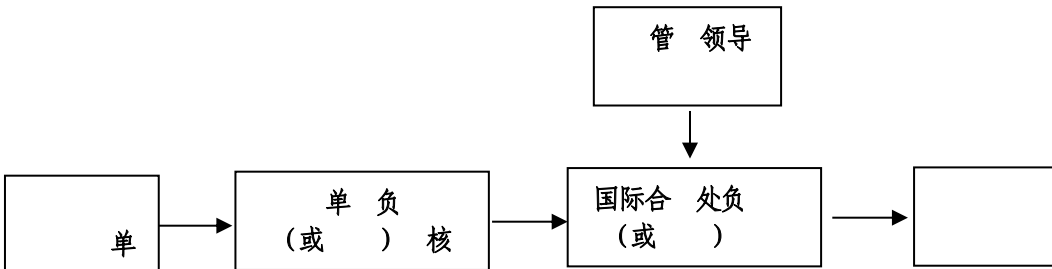 管 领导
单
单 负
（或 ） 核
国际合 处负
（或 ）